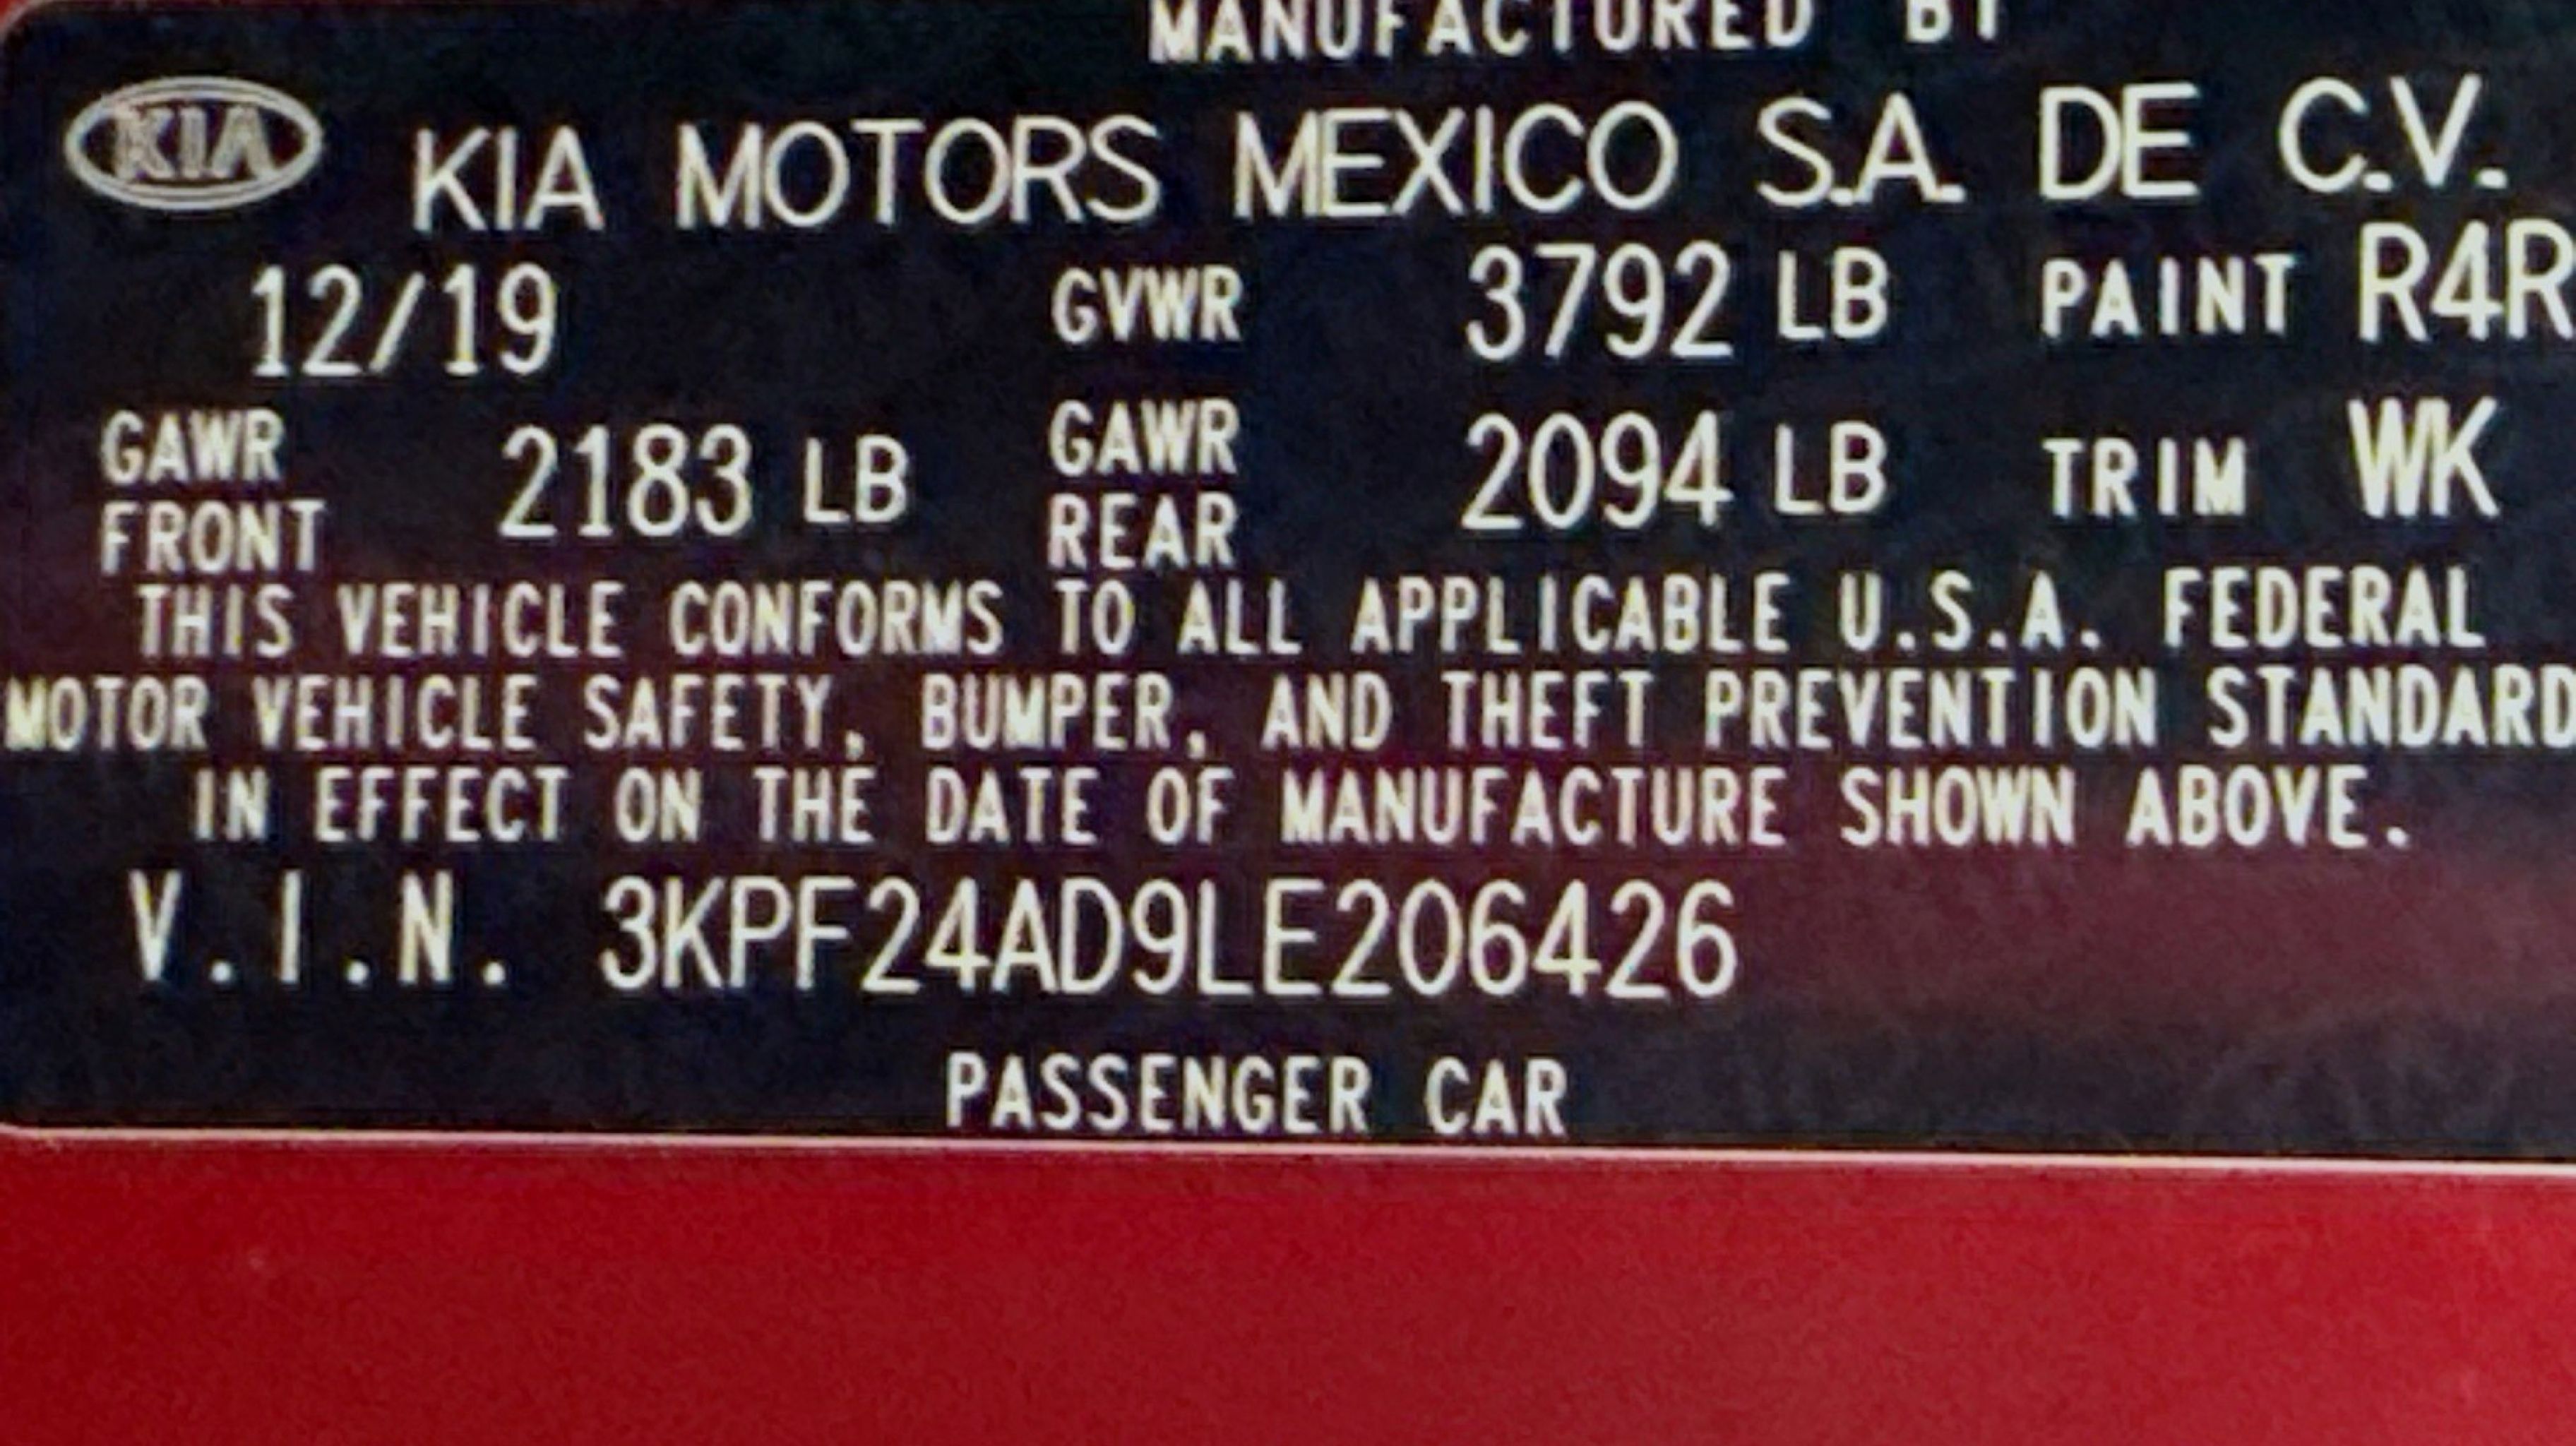 MANUFACTURED BY
KIA KIA MOTORS MEXICO S.A. DE C.V.
12/19 GVWR 3792 LB PAINT R4R
GAWR FRONT 2183 LB GAWR REAR 2094 LB TRIM WK
THIS VEHICLE CONFORMS TO ALL APPLICABLE U.S.A. FEDERAL
MOTOR VEHICLE SAFETY, BUMPER, AND THEFT PREVENTION STANDARD
IN EFFECT ON THE DATE OF MANUFACTURE SHOWN ABOVE.
V.I.N. 3KPF24AD9LE206426
PASSENGER CAR